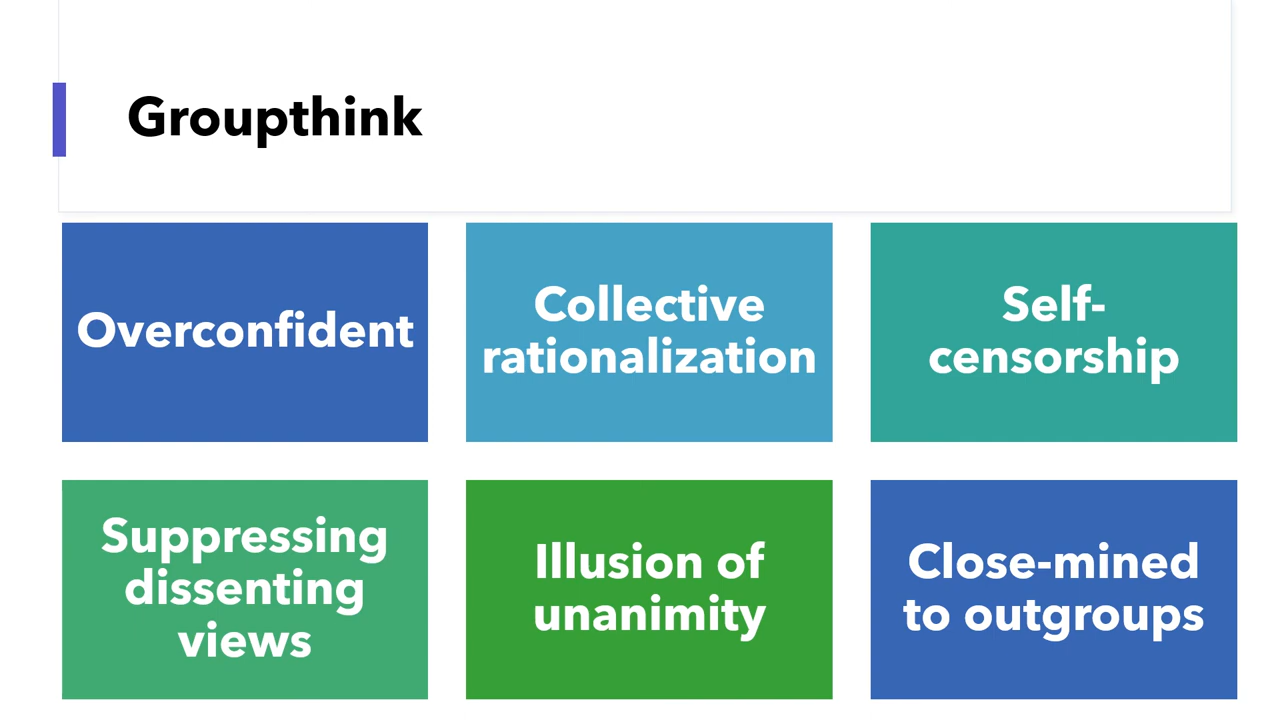 Groupthink
Overconfident
Collective
rationalization
Self-
censorship
Suppressing
dissenting
views
Illusion of
unanimity
Close-mined
to outgroups